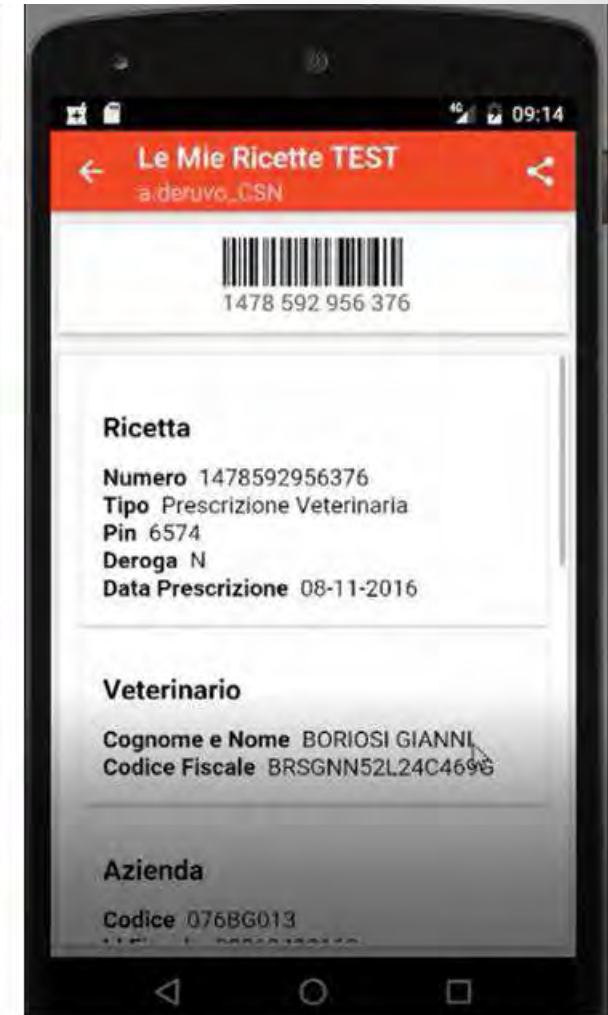 4G 09:14
Le Mie Ricette TEST
a.deruvo_CSN
1478 592 956 376
Ricetta
Numero 1478592956376
Tipo Prescrizione Veterinaria
Pin 6574
Deroga N
Data Prescrizione 08-11-2016
Veterinario
Cognome e Nome BORIOSI GIANNI
Codice Fiscale BRSGNN52L24C469G
Azienda
Codice 076BG013